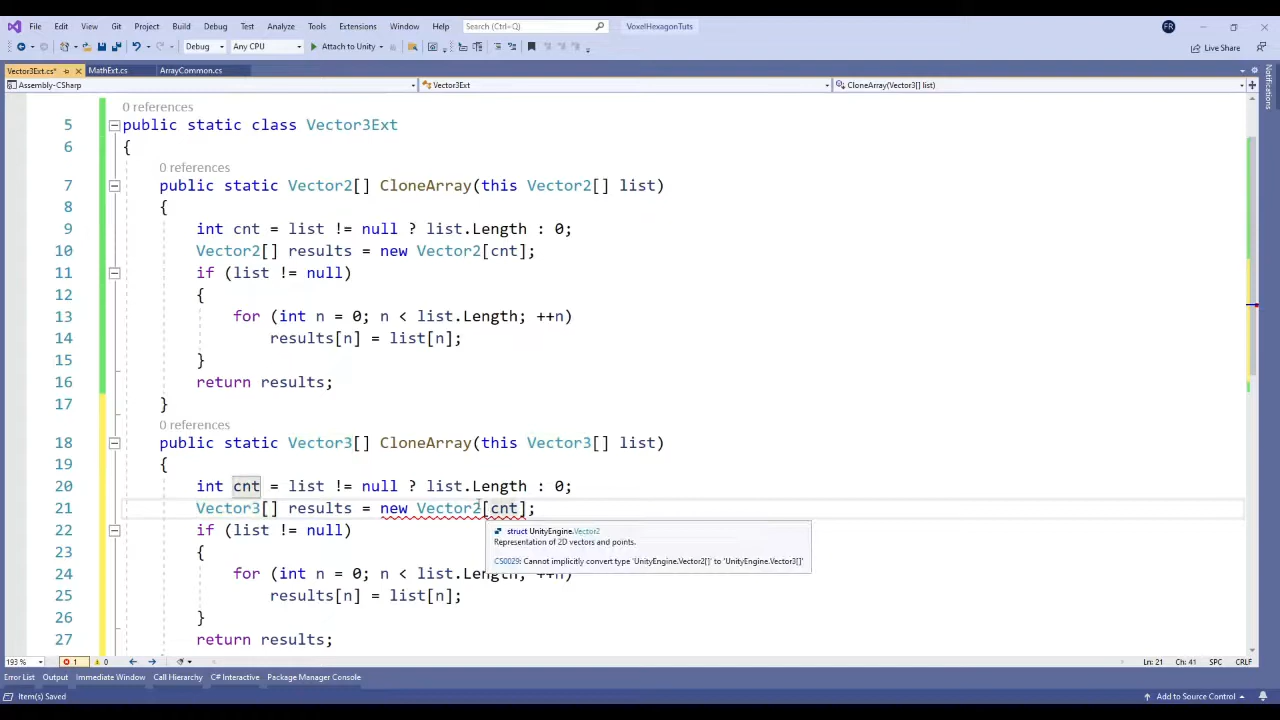 File Edit View Git Project Build Debug Test Analyze Tools Extensions Window Help Search (Ctrl+Q) VoxelHexagonTuts FR
Debug Any CPU Attach to Unity Live Share
Vector3Ext.cs* MathExt.cs ArrayCommon.cs
Assembly-CSharp Vector3Ext CloneArray(Vector3[] list)
Notifications
0 references
5 public static class Vector3Ext
6 {
0 references
7 public static Vector2[] CloneArray(this Vector2[] list)
8 {
9 int cnt = list != null ? list.Length : 0;
10 Vector2[] results = new Vector2[cnt];
11 if (list != null)
12 {
13 for (int n = 0; n < list.Length; ++n)
14 results[n] = list[n];
15 }
16 return results;
17 }
0 references
18 public static Vector3[] CloneArray(this Vector3[] list)
19 {
20 int cnt = list != null ? list.Length : 0;
21 Vector3[] results = new Vector2[cnt];
22 if (list != null)
struct UnityEngine.Vector2
Representation of 2D vectors and points.
CS0029: Cannot implicitly convert type 'UnityEngine.Vector2[]' to 'UnityEngine.Vector3[]'
23 {
24 for (int n = 0; n < list.Length; ++n)
25 results[n] = list[n];
26 }
27 return results;
193 % 1 0 Ln: 21 Ch: 41 SPC CRLF
Error List Output Immediate Window Call Hierarchy C# Interactive Package Manager Console
Item(s) Saved Add to Source Control